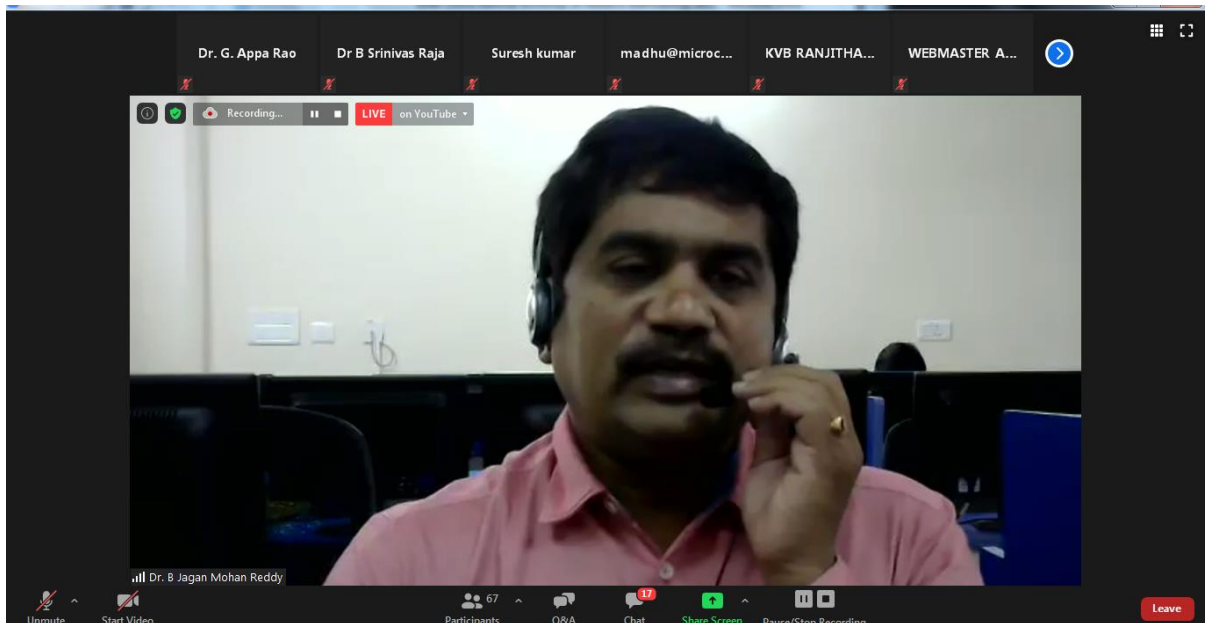 Dr. G. Appa Rao
Dr B Srinivas Raja
Suresh kumar
madhu@microc...
KVB RANJITHA...
WEBMASTER A...
Recording...
LIVE on YouTube
Dr. B Jagan Mohan Reddy
67
17
Unmute
Start Video
Participants
Q&A
Chat
Share Screen
Pause/Stop Recording
Leave